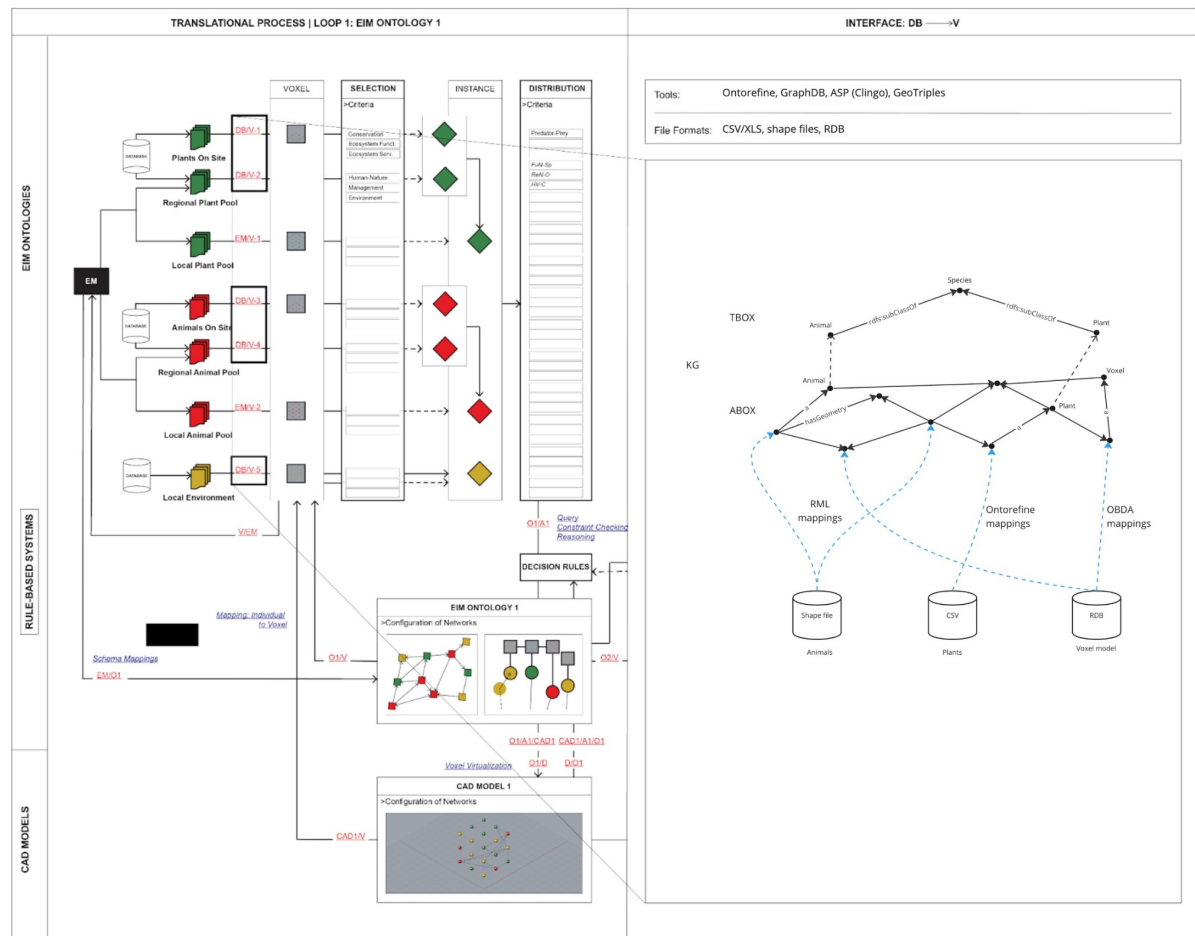 TRANSLATIONAL PROCESS | LOOP 1: EIM ONTOLOGY 1
INTERFACE: DB → V
EIM ONTOLOGIES
RULE-BASED SYSTEMS
CAD MODELS
VOXEL
SELECTION
>Criteria
INSTANCE
DISTRIBUTION
>Criteria
DATABASE
Plants On Site
DB/V-1
DB/V-2
Regional Plant Pool
EM/V-1
Local Plant Pool
EM
DATABASE
DB/V-3
Animals On Site
DB/V-4
Regional Animal Pool
EM/V-2
Local Animal Pool
DATABASE
DB/V-5
Local Environment
Conservation
Ecosystem Funct.
Ecosystem Serv.
Human-Nature
Management
Environment
Predator-Prey
FuN-Sp
ReN-O
HV-C
V/EM
O1/A1
Query
Constraint Checking
Reasoning
DECISION RULES
Mapping: Individual
to Voxel
Schema Mappings
EM/O1
O1/V
EIM ONTOLOGY 1
>Configuration of Networks
O2/V
O1/A1/CAD1
CAD1/A1/O1
O1/D
D/O1
Voxel Virtualization
CAD MODEL 1
>Configuration of Networks
CAD1/V
Tools:
Ontorefine, GraphDB, ASP (Clingo), GeoTriples
File Formats:
CSV/XLS, shape files, RDB
TBOX
KG
ABOX
Species
rdfs:subClassOf
rdfs:subClassOf
Animal
Plant
Animal
Voxel
a
hasGeometry
Plant
a
a
RML
mappings
Ontorefine
mappings
OBDA
mappings
Shape file
CSV
RDB
Animals
Plants
Voxel model